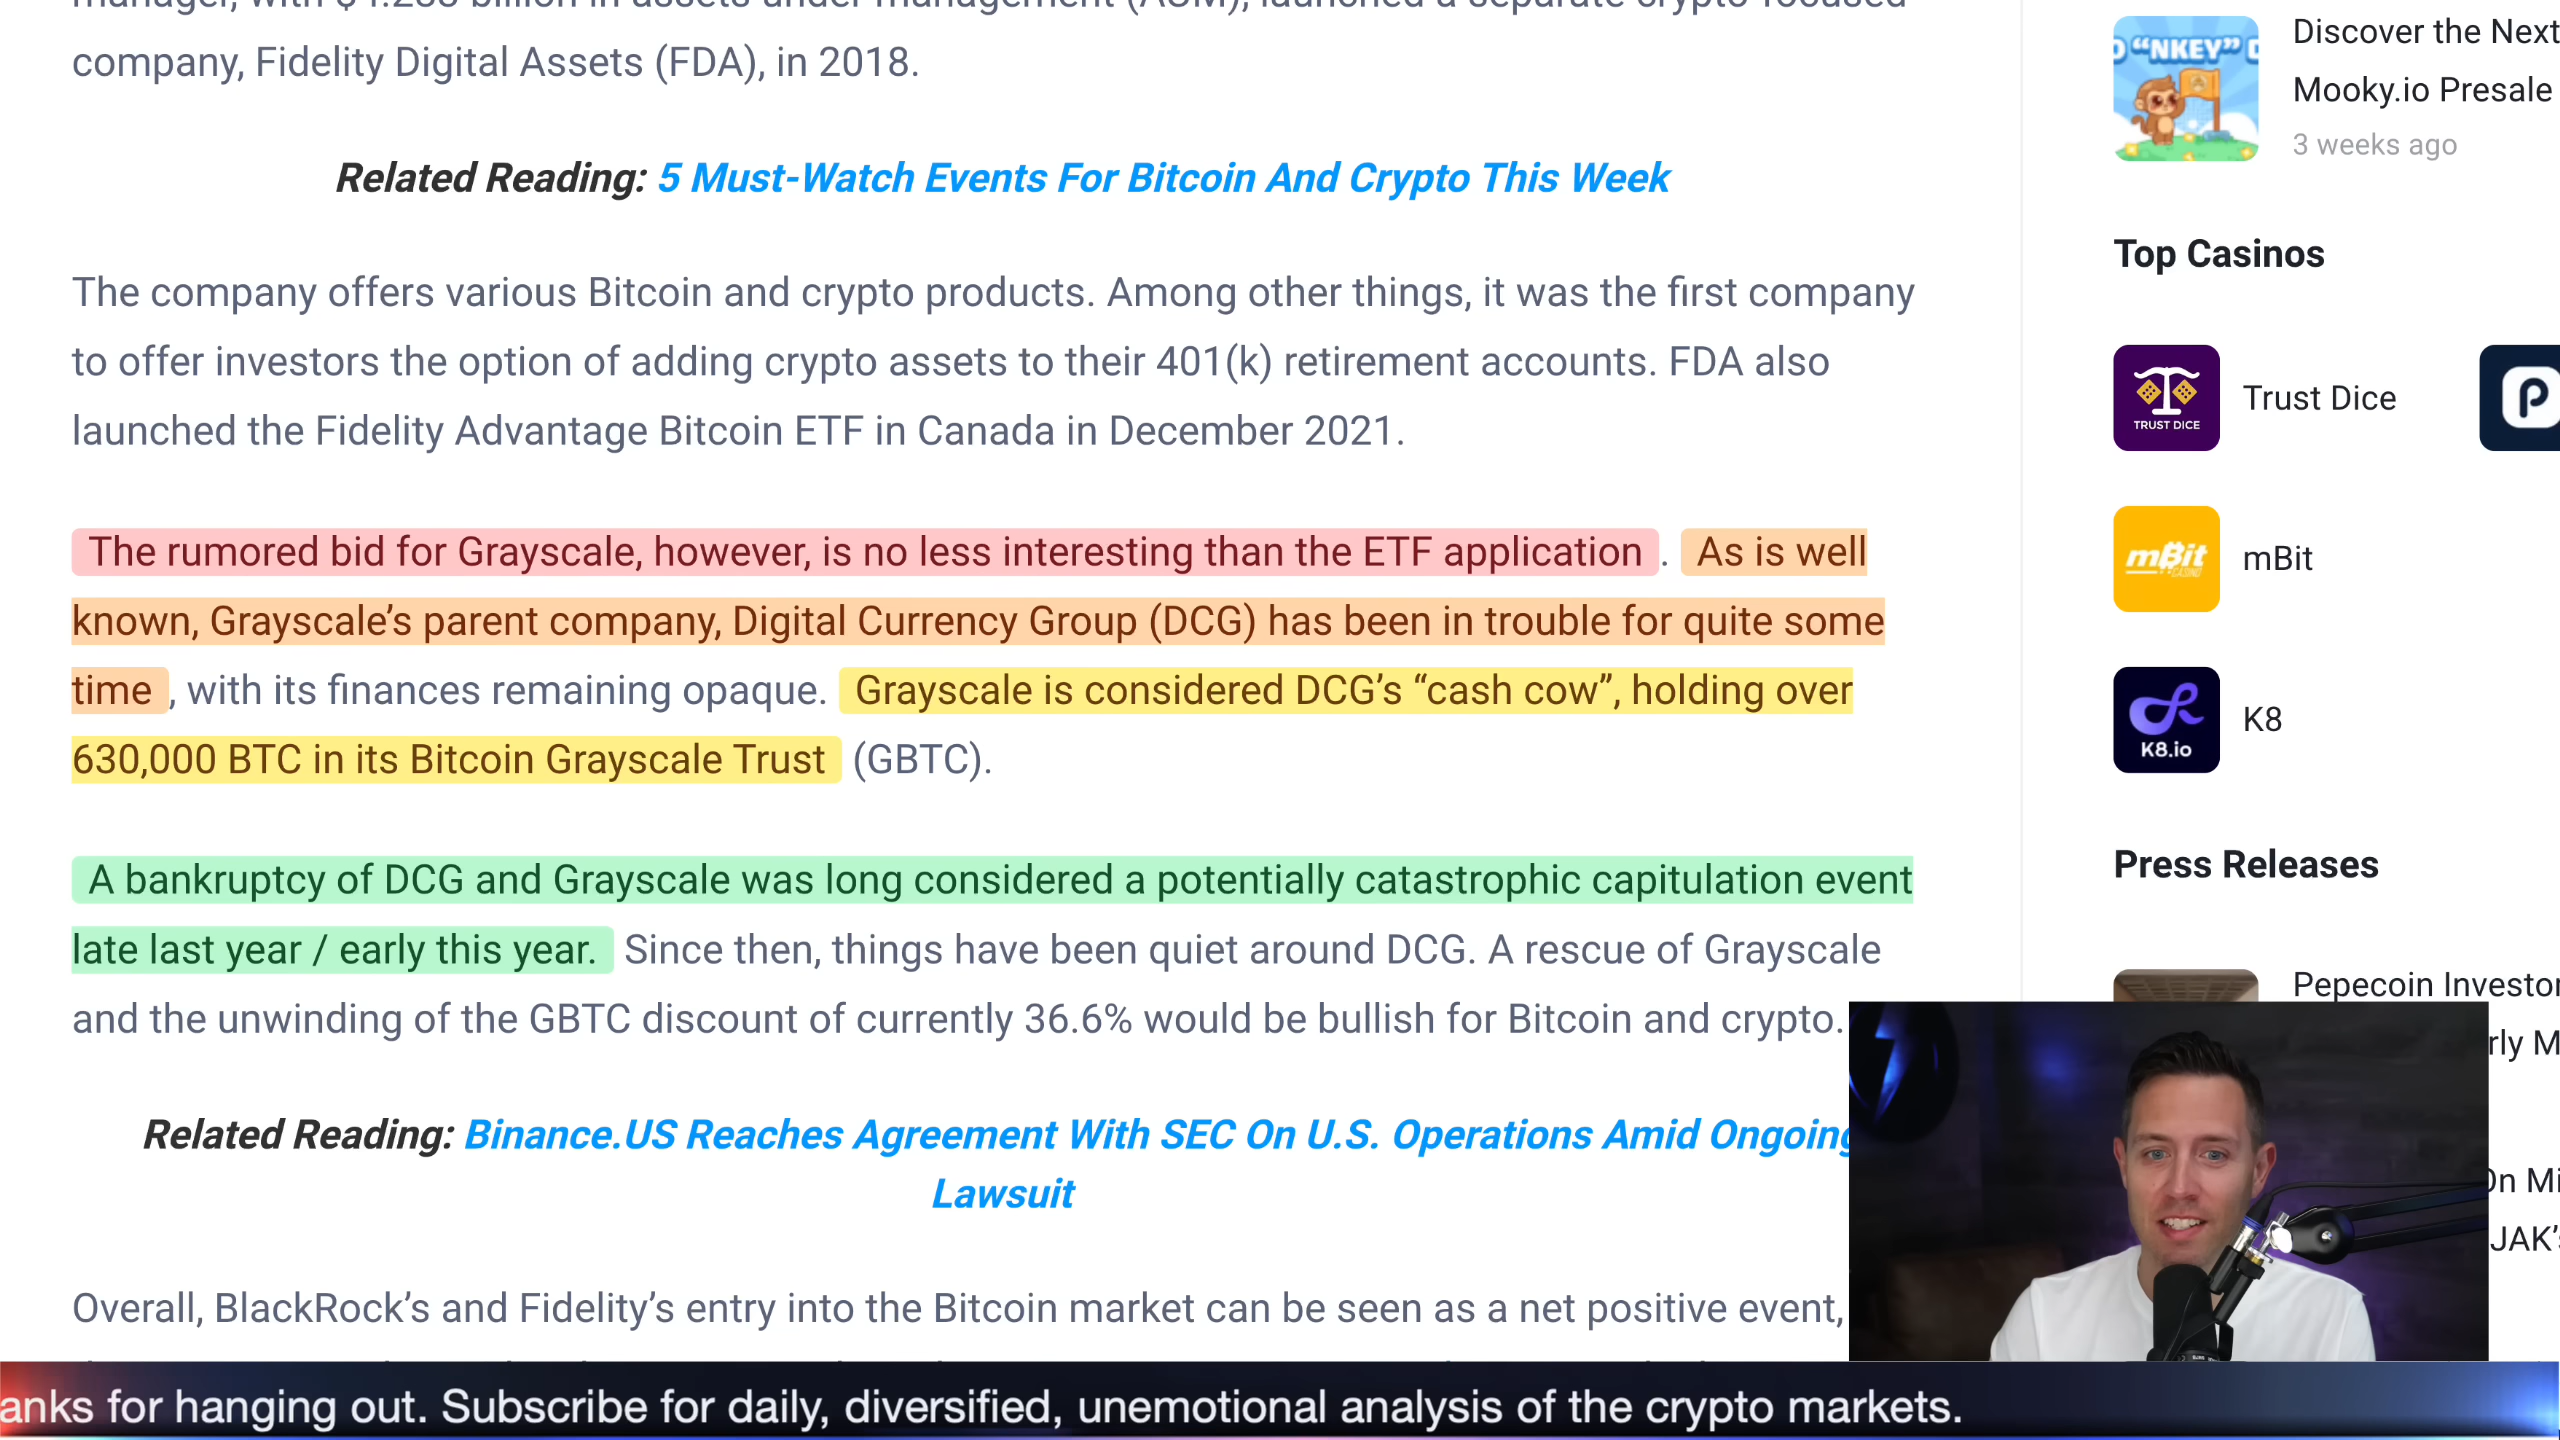 company, Fidelity Digital Assets (FDA), in 2018.
Related Reading: 5 Must-Watch Events For Bitcoin And Crypto This Week
The company offers various Bitcoin and crypto products. Among other things, it was the first company
to offer investors the option of adding crypto assets to their 401(k) retirement accounts. FDA also
launched the Fidelity Advantage Bitcoin ETF in Canada in December 2021.
The rumored bid for Grayscale, however, is no less interesting than the ETF application. As is well
known, Grayscale’s parent company, Digital Currency Group (DCG) has been in trouble for quite some
time, with its finances remaining opaque. Grayscale is considered DCG’s “cash cow”, holding over
630,000 BTC in its Bitcoin Grayscale Trust (GBTC).
A bankruptcy of DCG and Grayscale was long considered a potentially catastrophic capitulation event
late last year / early this year. Since then, things have been quiet around DCG. A rescue of Grayscale
and the unwinding of the GBTC discount of currently 36.6% would be bullish for Bitcoin and crypto.
Related Reading: Binance.US Reaches Agreement With SEC On U.S. Operations Amid Ongoing
Lawsuit
Overall, BlackRock’s and Fidelity’s entry into the Bitcoin market can be seen as a net positive event,
“NKEY”
Discover the Next
Mooky.io Presale
3 weeks ago
Top Casinos
TRUST DICE
Trust Dice
mBit
CASINO
mBit
K8.io
K8
Press Releases
Pepecoin Investor
rly M
On Mi
JAK’s
anks for hanging out. Subscribe for daily, diversified, unemotional analysis of the crypto markets.